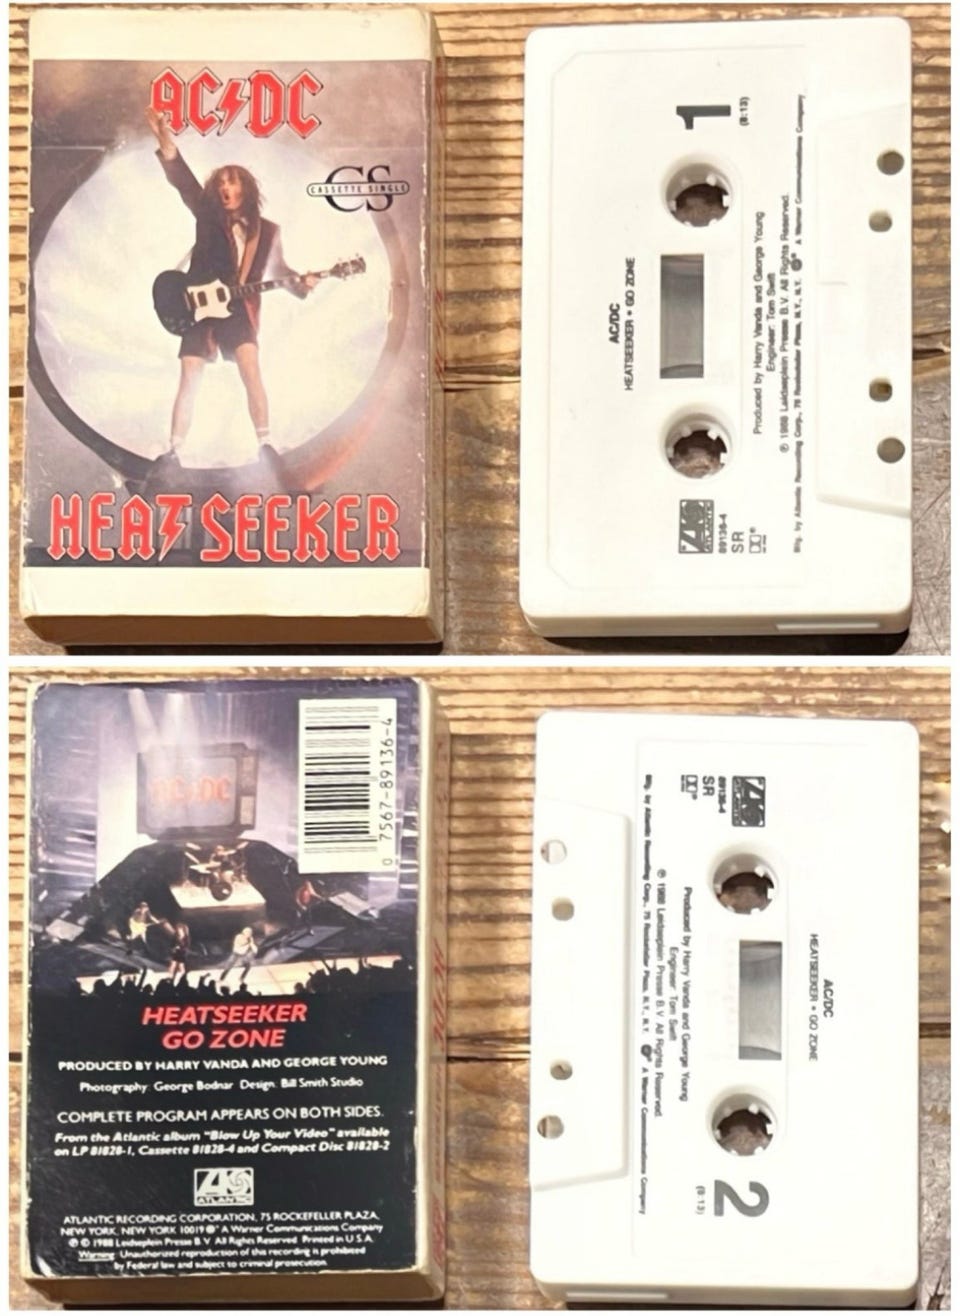 AC/DC
CS
CASSETTE SINGLE
HEATSEEKER
1
(8:13)
AC/DC
HEATSEEKER • GO ZONE
Produced by Harry Vanda and George Young
Engineer: Tom Swift
℗ 1988 Leidseplein Presse B.V. All Rights Reserved.
Mfg. by Atlantic Recording Corp., 75 Rockefeller Plaza, N.Y., N.Y. A Warner Communications Company
ATLANTIC
89136-4
SR
AC/DC
0 7567-89136-4
HEATSEEKER
GO ZONE
PRODUCED BY HARRY VANDA AND GEORGE YOUNG
Photography: George Bodnar Design: Bill Smith Studio
COMPLETE PROGRAM APPEARS ON BOTH SIDES.
From the Atlantic album "Blow Up Your Video" available
on LP 81828-1, Cassette 81828-4 and Compact Disc 81828-2
ATLANTIC
ATLANTIC RECORDING CORPORATION, 75 ROCKEFELLER PLAZA,
NEW YORK, NEW YORK 10019 A Warner Communications Company
℗ © 1988 Leidseplein Presse B.V. All Rights Reserved. Printed in U.S.A.
Warning: Unauthorized reproduction of this recording is prohibited
by Federal law and subject to criminal prosecution.
ATLANTIC
89136-4
SR
AC/DC
HEATSEEKER • GO ZONE
Produced by Harry Vanda and George Young
Engineer: Tom Swift
℗ 1988 Leidseplein Presse B.V. All Rights Reserved.
Mfg. by Atlantic Recording Corp., 75 Rockefeller Plaza, N.Y., N.Y. A Warner Communications Company
2
(8:13)